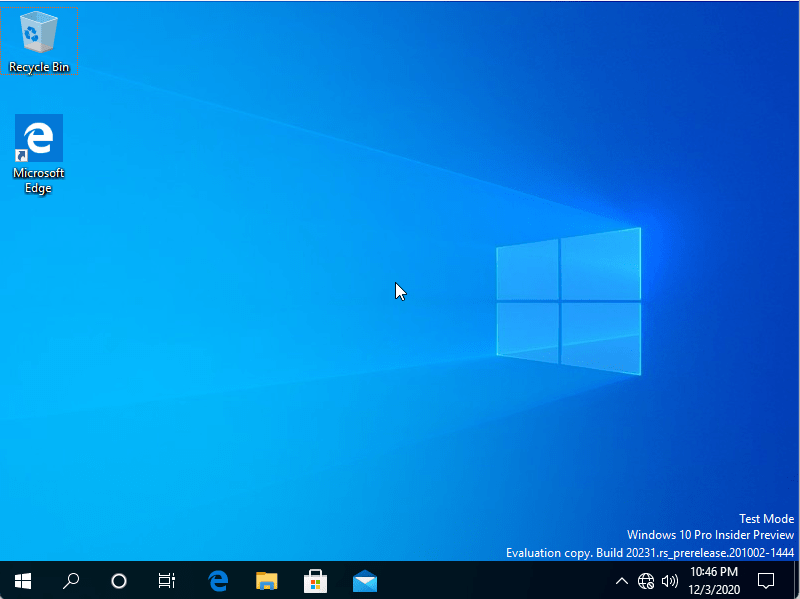 Recycle Bin
Microsoft
Edge
Test Mode
Windows 10 Pro Insider Preview
Evaluation copy. Build 20231.rs_prerelease.201002-1444
10:46 PM
12/3/2020